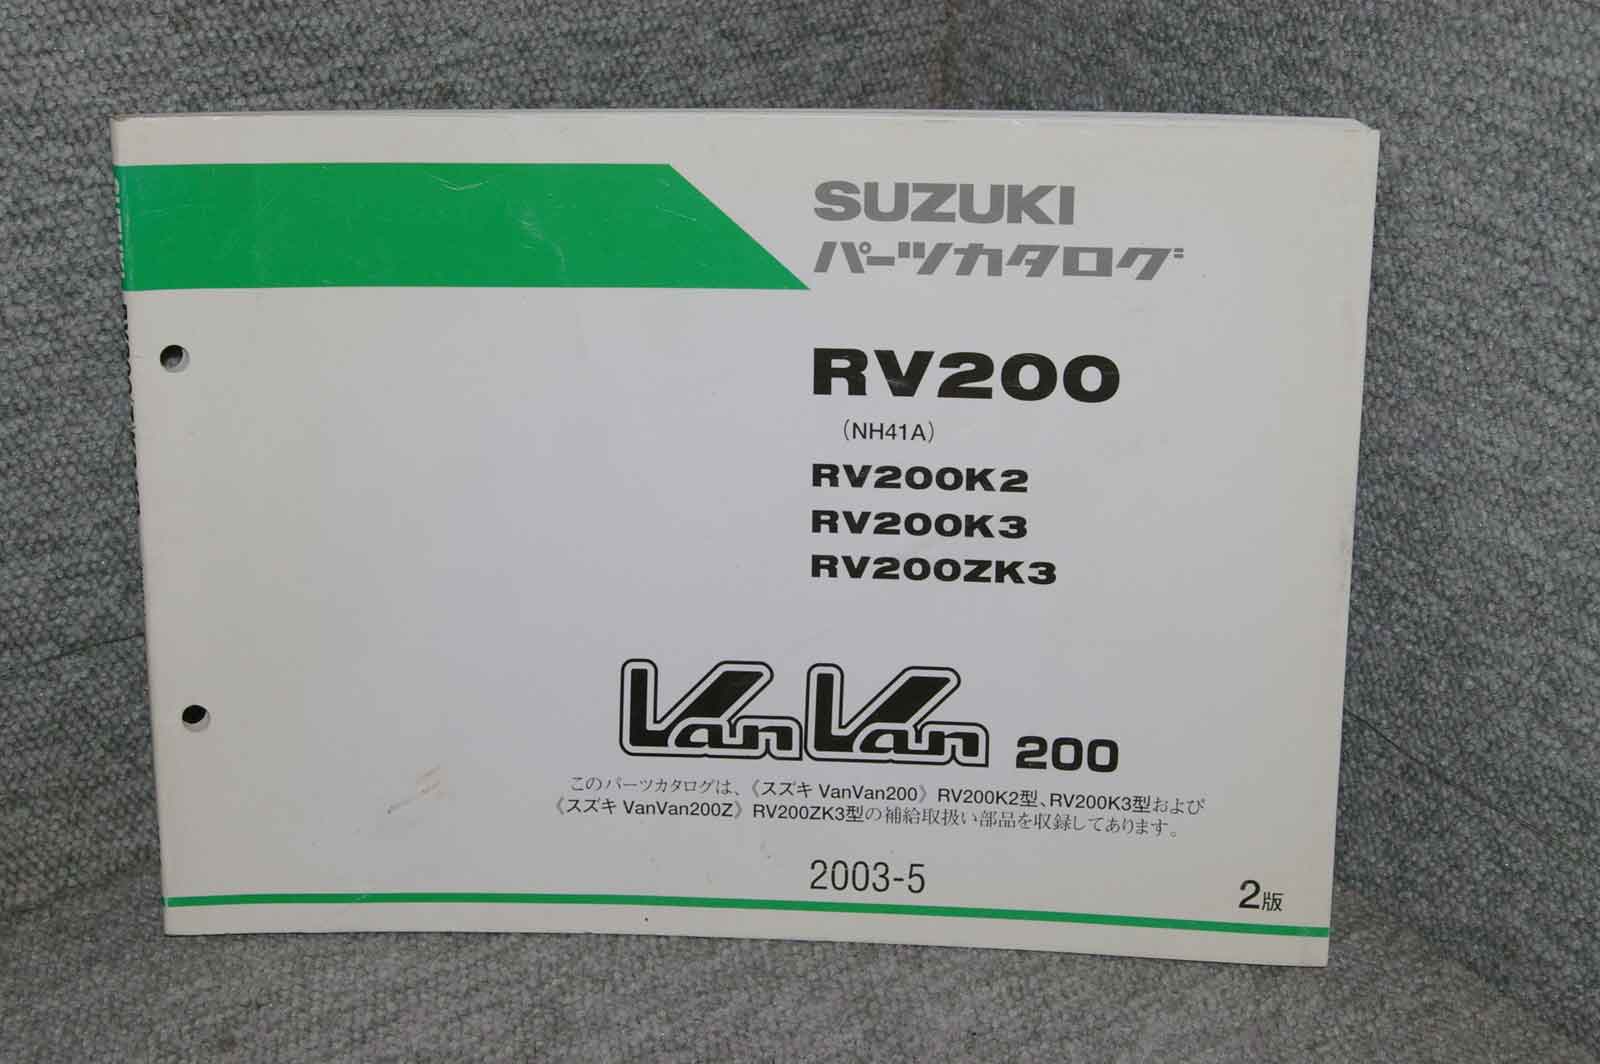 SUZUKI
パーツカタログ
RV200
(NH41A)
RV200K2
RV200K3
RV200ZK3
VanVan 200
このパーツカタログは、《スズキ VanVan200》RV200K2型、RV200K3型および
《スズキ VanVan200Z》RV200ZK3型の補給取扱い部品を収録してあります。
2003-5
2版